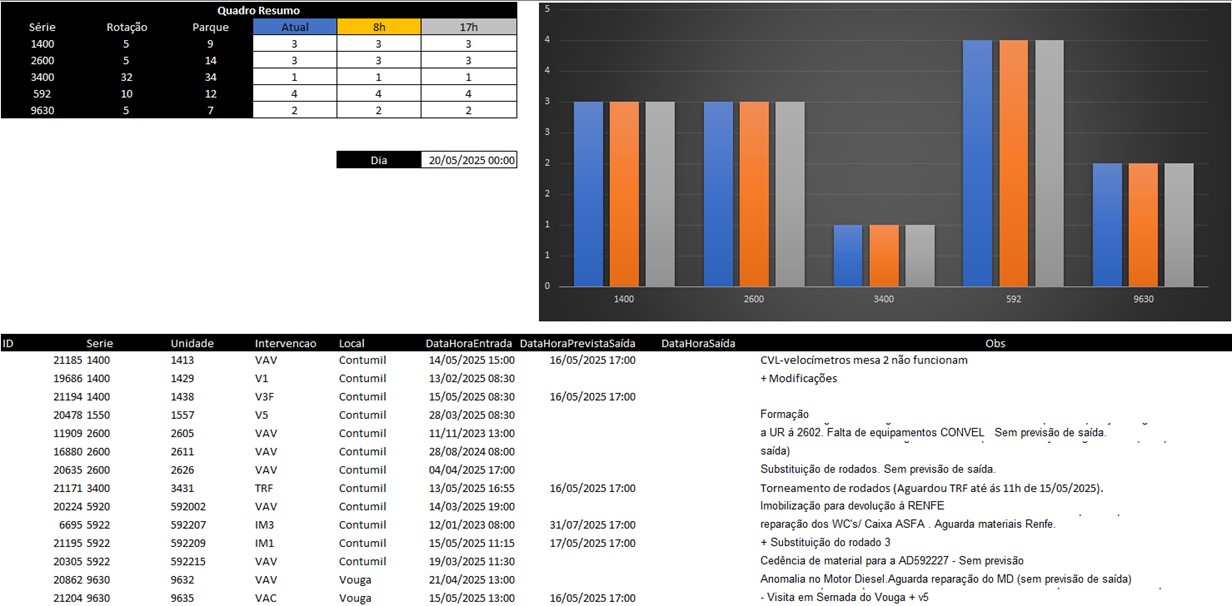 Quadro Resumo
Série Rotação Parque Atual 8h 17h
1400 5 9 3 3 3
2600 5 14 3 3 3
3400 32 34 1 1 1
592 10 12 4 4 4
9630 5 7 2 2 2
Dia 20/05/2025 00:00
5
4
4
3
3
2
2
1
1
0
1400 2600 3400 592 9630
ID Serie Unidade Intervencao Local DataHoraEntrada DataHoraPrevistaSaída DataHoraSaída Obs
21185 1400 1413 VAV Contumil 14/05/2025 15:00 16/05/2025 17:00 CVL-velocímetros mesa 2 não funcionam
19686 1400 1429 V1 Contumil 13/02/2025 08:30 + Modificações
21194 1400 1438 V3F Contumil 15/05/2025 08:30 16/05/2025 17:00
20478 1550 1557 V5 Contumil 28/03/2025 08:30 Formação
11909 2600 2605 VAV Contumil 11/11/2023 13:00 a UR á 2602. Falta de equipamentos CONVEL Sem previsão de saída.
16880 2600 2611 VAV Contumil 28/08/2024 08:00 saída)
20635 2600 2626 VAV Contumil 04/04/2025 17:00 Substituição de rodados. Sem previsão de saída.
21171 3400 3431 TRF Contumil 13/05/2025 16:55 16/05/2025 17:00 Torneamento de rodados (Aguardou TRF até ás 11h de 15/05/2025).
20224 5920 592002 VAV Contumil 14/03/2025 19:00 Imobilização para devolução à RENFE
6695 5922 592207 IM3 Contumil 12/01/2023 08:00 31/07/2025 17:00 reparação dos WC's/ Caixa ASFA . Aguarda materiais Renfe.
21195 5922 592209 IM1 Contumil 15/05/2025 11:15 17/05/2025 17:00 + Substituição do rodado 3
20305 5922 592215 VAV Contumil 19/03/2025 11:30 Cedência de material para a AD592227 - Sem previsão
20862 9630 9632 VAV Vouga 21/04/2025 13:00 Anomalia no Motor Diesel.Aguarda reparação do MD (sem previsão de saída)
21204 9630 9635 VAC Vouga 15/05/2025 13:00 16/05/2025 17:00 - Visita em Sernada do Vouga + v5